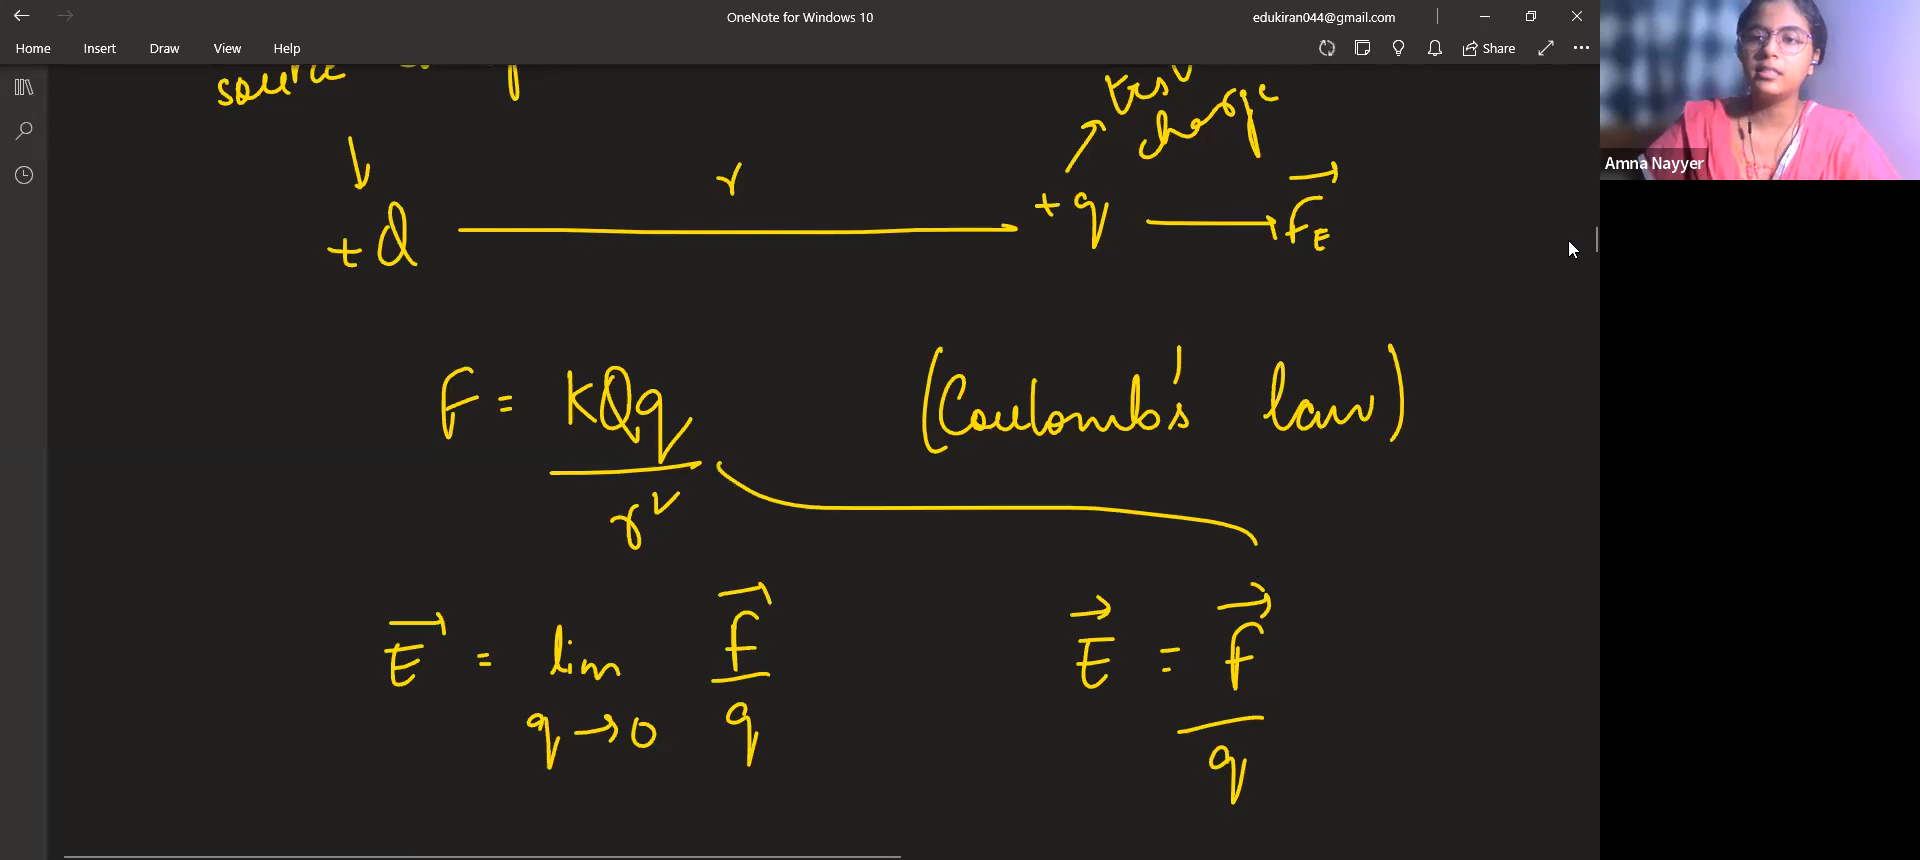 OneNote for Windows 10
edukiran044@gmail.com
Home Insert Draw View Help
Share
Amna Nayyer
source
test
charge
r
+Q
+q
F_E
F = KQq / r²
(Coulomb's law)
E = lim q→0 F / q
E = F / q